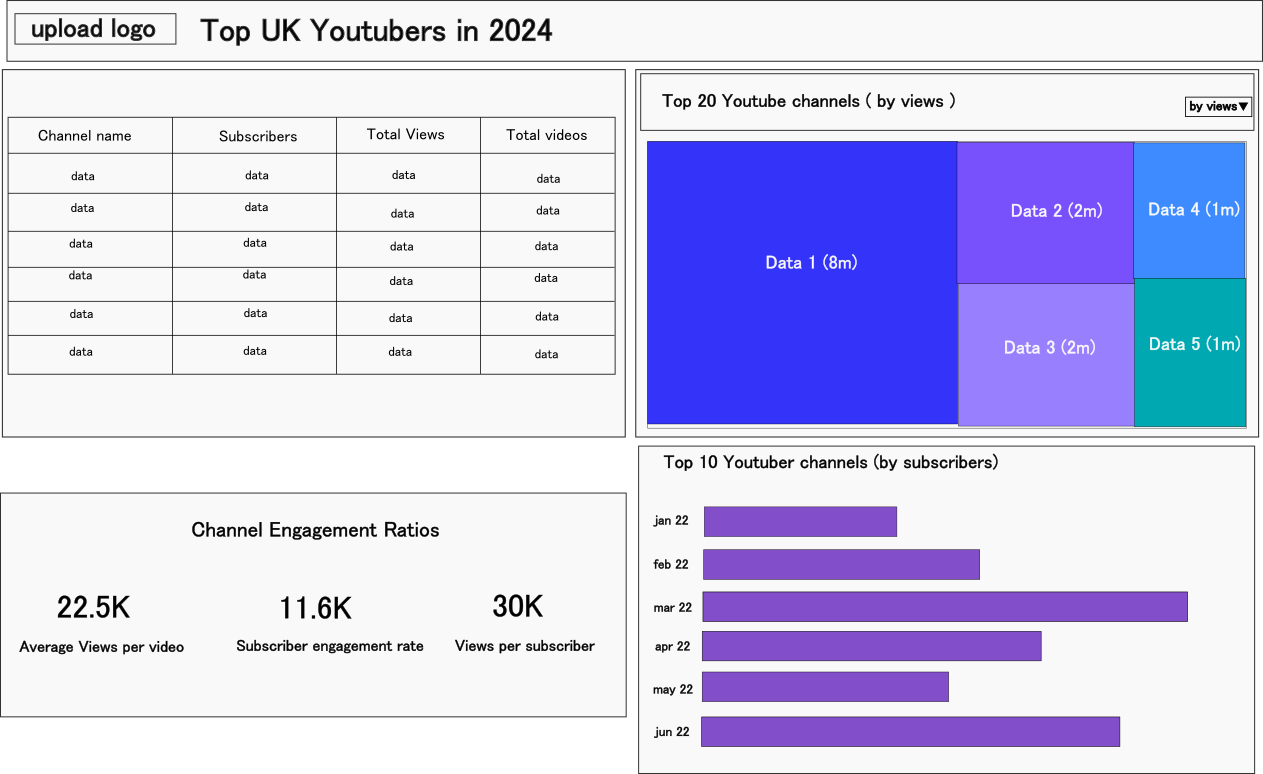 upload logo
Top UK Youtubers in 2024
Channel name Subscribers Total Views Total videos
data data data data
data data data data
data data data data
data data data data
data data data data
data data data data
Top 20 Youtube channels ( by views )
by views▼
Data 1 (8m)
Data 2 (2m)
Data 4 (1m)
Data 3 (2m)
Data 5 (1m)
Channel Engagement Ratios
22.5K
Average Views per video
11.6K
Subscriber engagement rate
30K
Views per subscriber
Top 10 Youtuber channels (by subscribers)
jan 22
feb 22
mar 22
apr 22
may 22
jun 22